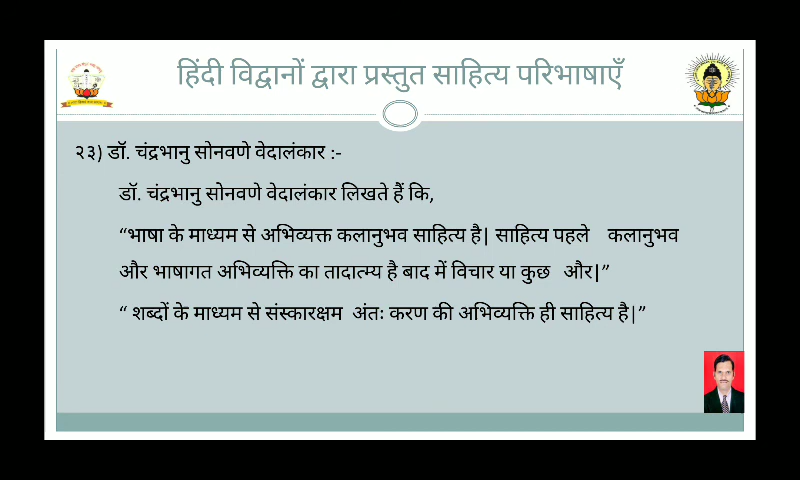 हिंदी विद्वानों द्वारा प्रस्तुत साहित्य परिभाषाएँ
२३) डॉ. चंद्रभानु सोनवणे वेदालंकार :-
डॉ. चंद्रभानु सोनवणे वेदालंकार लिखते हैं कि,
“भाषा के माध्यम से अभिव्यक्त कलानुभव साहित्य है| साहित्य पहले कलानुभव
और भाषागत अभिव्यक्ति का तादात्म्य है बाद में विचार या कुछ और|”
“ शब्दों के माध्यम से संस्कारक्षम अंतः करण की अभिव्यक्ति ही साहित्य है|”